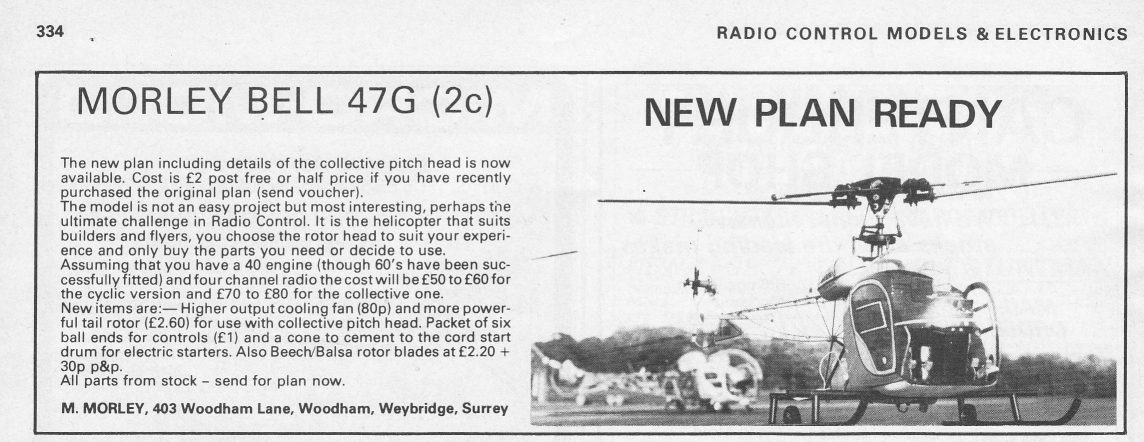 334
RADIO CONTROL MODELS & ELECTRONICS
MORLEY BELL 47G (2c)
NEW PLAN READY
The new plan including details of the collective pitch head is now
available. Cost is £2 post free or half price if you have recently
purchased the original plan (send voucher).
The model is not an easy project but most interesting, perhaps the
ultimate challenge in Radio Control. It is the helicopter that suits
builders and flyers, you choose the rotor head to suit your experi-
ence and only buy the parts you need or decide to use.
Assuming that you have a 40 engine (though 60's have been suc-
cessfully fitted) and four channel radio the cost will be £50 to £60 for
the cyclic version and £70 to £80 for the collective one.
New items are:— Higher output cooling fan (80p) and more power-
ful tail rotor (£2.60) for use with collective pitch head. Packet of six
ball ends for controls (£1) and a cone to cement to the cord start
drum for electric starters. Also Beech/Balsa rotor blades at £2.20 +
30p p&p.
All parts from stock – send for plan now.
M. MORLEY, 403 Woodham Lane, Woodham, Weybridge, Surrey